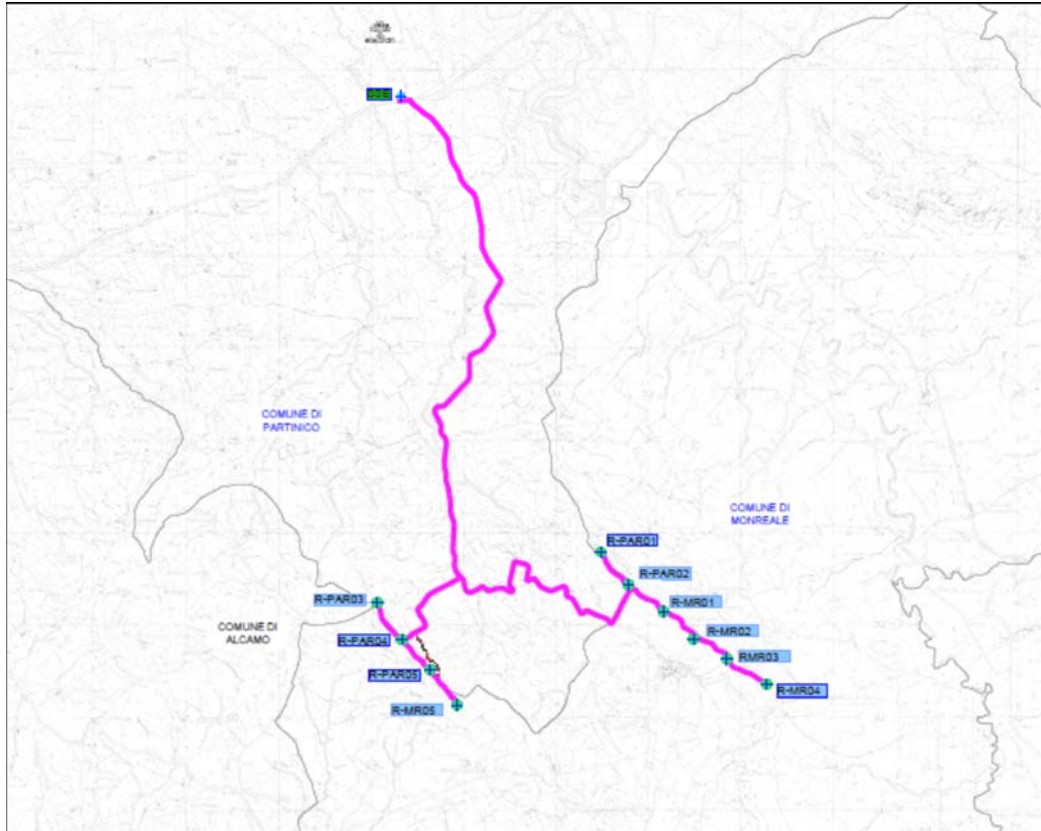 COMUNE DI
PARTINICO
COMUNE DI
MONREALE
R-PAR01
R-PAR02
R-PAR03
R-MR01
COMUNE DI
ALCAMO
R-PAR04
R-MR02
RMR03
R-PAR05
R-MR04
R-MR05